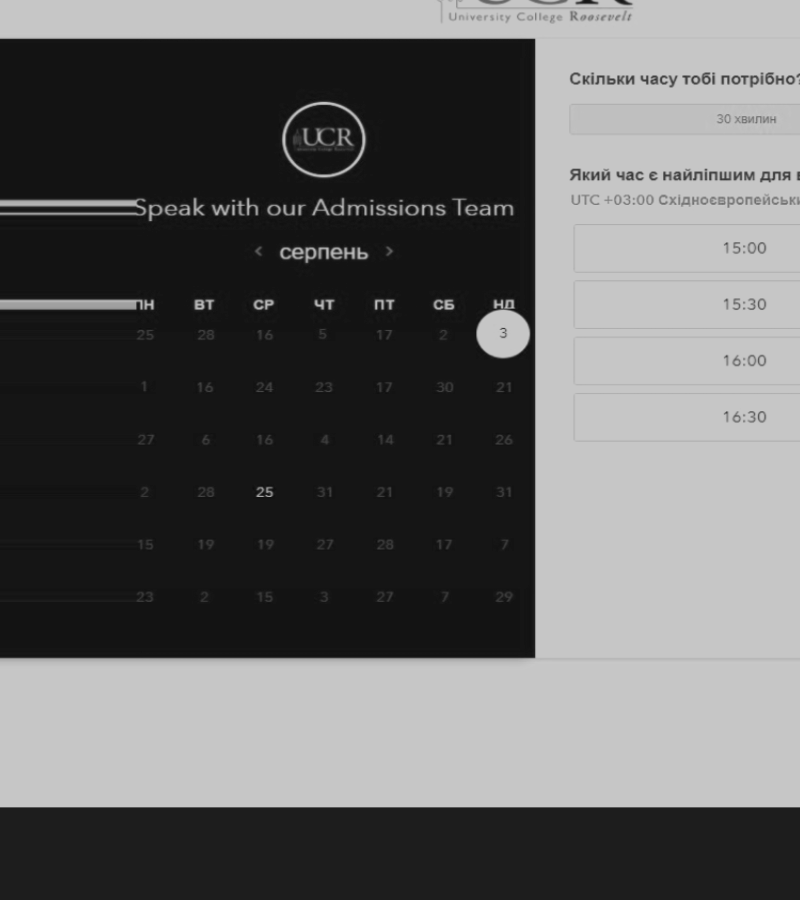 UCR
University College Roosevelt
UCR
Speak with our Admissions Team
< серпень >
ПН ВТ СР ЧТ ПТ СБ НД
25 28 16 5 17 2 3
1 16 24 23 17 30 21
27 6 16 4 14 21 26
2 28 25 31 21 19 31
15 19 19 27 28 17 7
23 2 15 3 27 7 29
Скільки часу тобі потрібно?
30 хвилин
Який час є найліпшим для
UTC +03:00
15:00
15:30
16:00
16:30